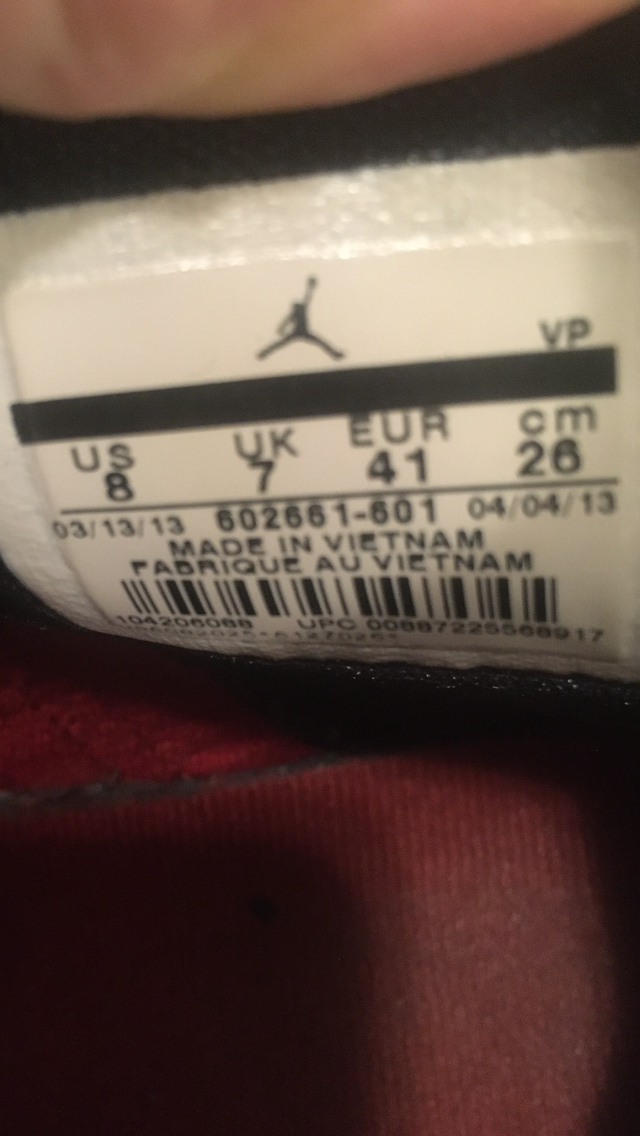 VP
US UK EUR cm
8 7 41 26
03/13/13 602661-601 04/04/13
MADE IN VIETNAM
FABRIQUE AU VIETNAM
104206088 UPC 00887225568917